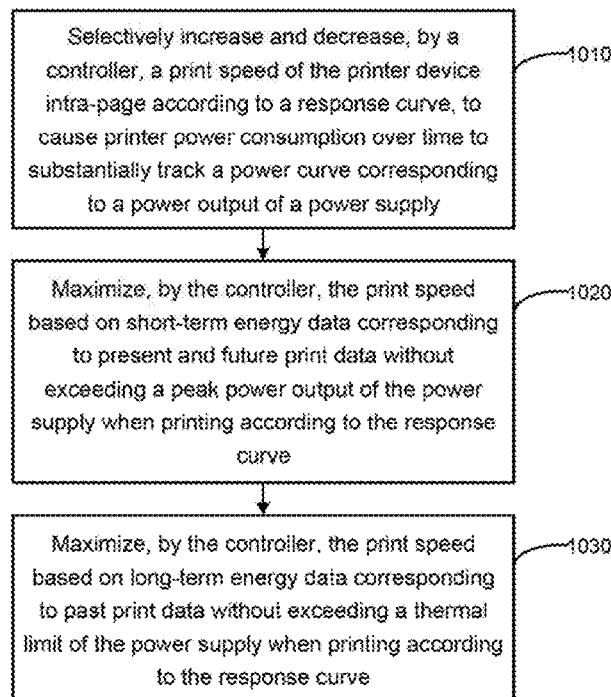 Selectively increase and decrease, by a
controller, a print speed of the printer device
intra-page according to a response curve, to
cause printer power consumption over time to
substantially track a power curve corresponding
to a power output of a power supply
1010
Maximize, by the controller, the print speed
based on short-term energy data corresponding
to present and future print data without
exceeding a peak power output of the power
supply when printing according to the response
curve
1020
Maximize, by the controller, the print speed
based on long-term energy data corresponding
to past print data without exceeding a thermal
limit of the power supply when printing according
to the response curve
1030